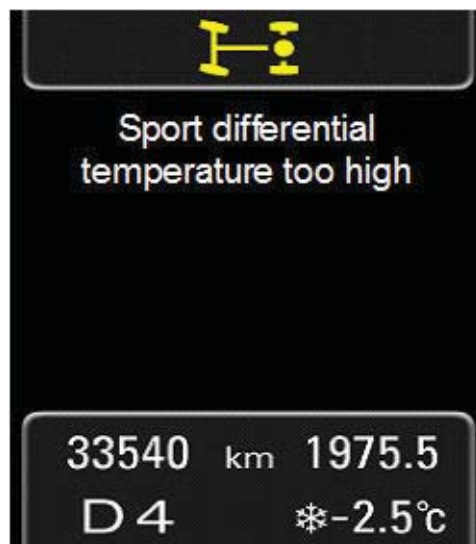 Sport differential
temperature too high
33540 km 1975.5
D4 ❄-2.5°C